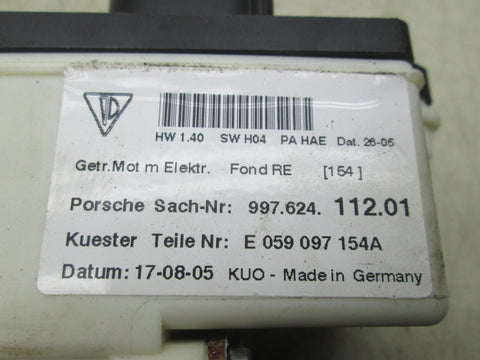 HW 1.40 SW H04 PA HAE Dat. 26-05
Getr.Mot m Elektr. Fond RE [154]
Porsche Sach-Nr: 997.624. 112.01
Kuester Teile Nr: E 059 097 154A
Datum: 17-08-05 KUO - Made in Germany